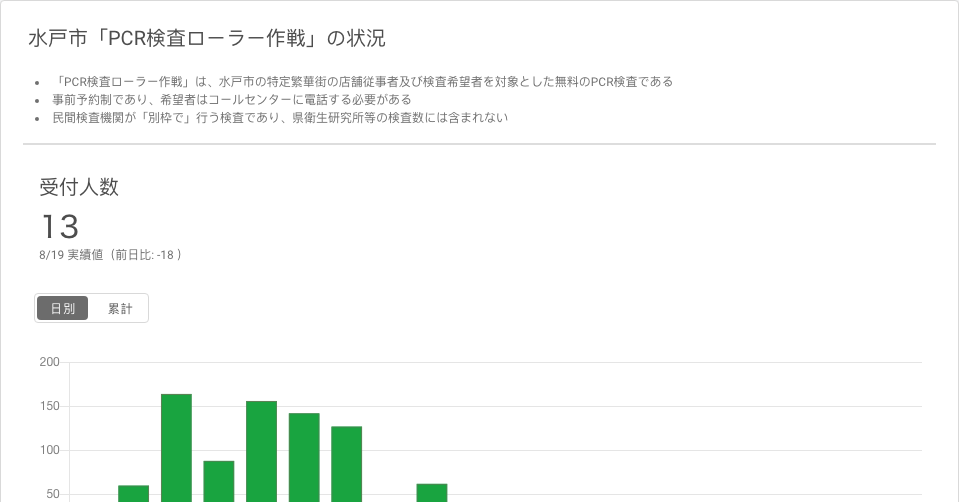 水戸市「PCR検査ローラー作戦」の状況
「PCR検査ローラー作戦」は、水戸市の特定繁華街の店舗従事者及び検査希望者を対象とした無料のPCR検査である
事前予約制であり、希望者はコールセンターに電話する必要がある
民間検査機関が「別枠で」行う検査であり、県衛生研究所等の検査数には含まれない
受付人数
13
8/19 実績値（前日比: -18 ）
日別 累計
200
150
100
50